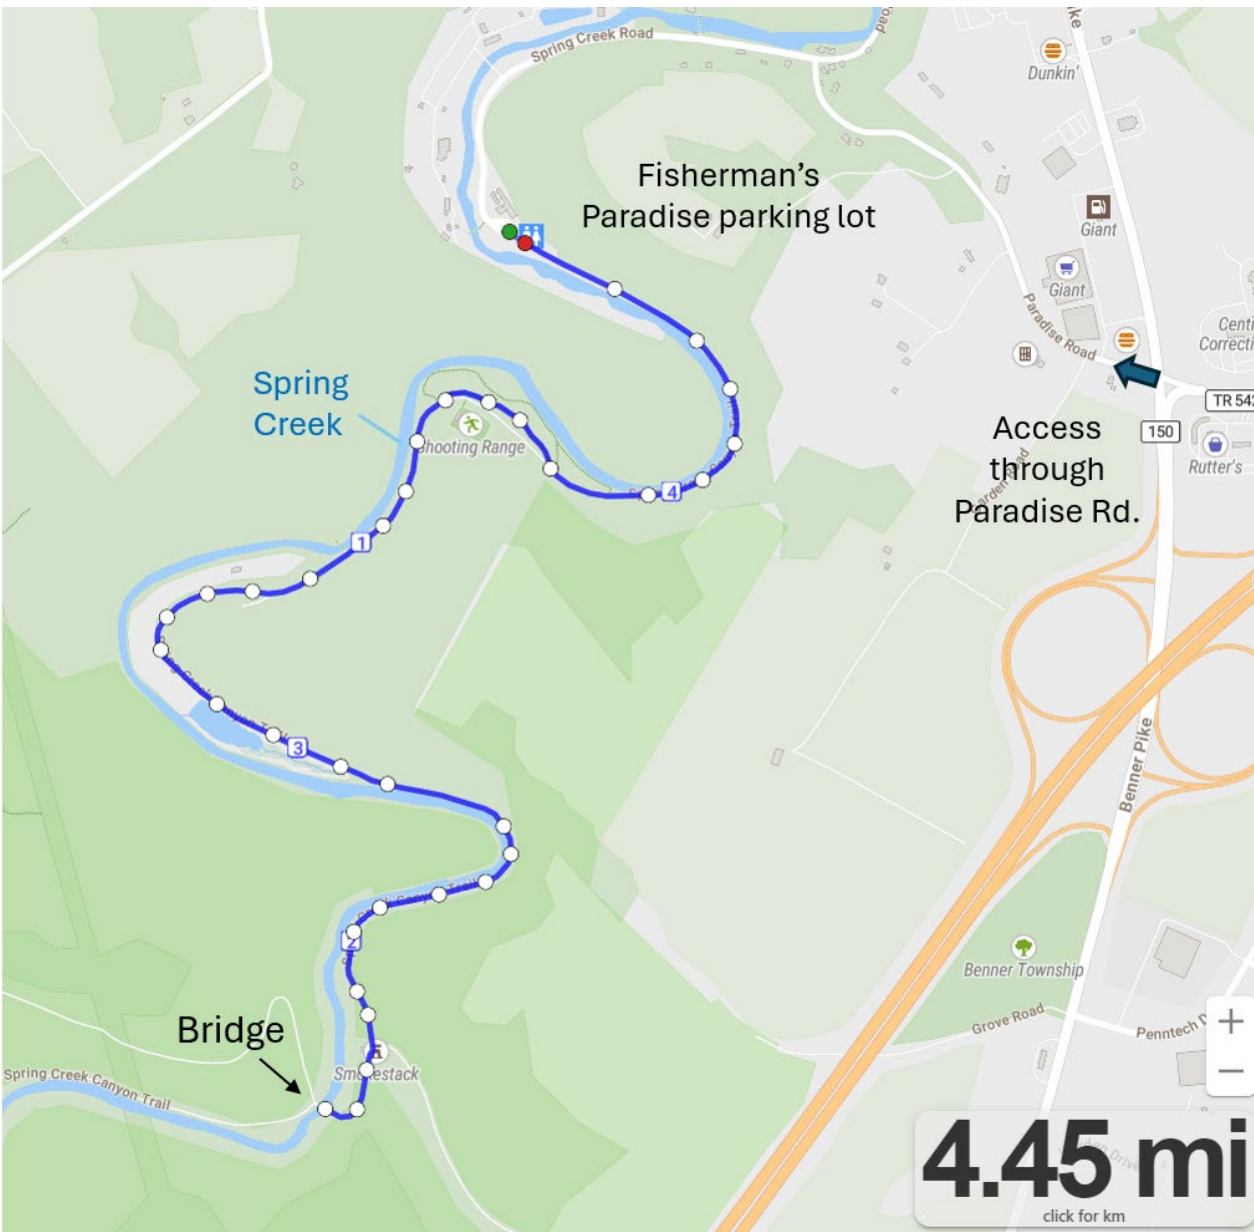 Spring Creek Road
Dunkin'
Fisherman's
Paradise parking lot
Giant
Giant
Paradise Road
TR 54
150
Rutter's
Access
through
Paradise Rd.
Spring
Creek
Shooting Range
4
1
3
2
Benner Pike
Benner Township
Grove Road
Penntech D
Bridge
Smokestack
Spring Creek Canyon Trail
+
−
4.45 mi
click for km